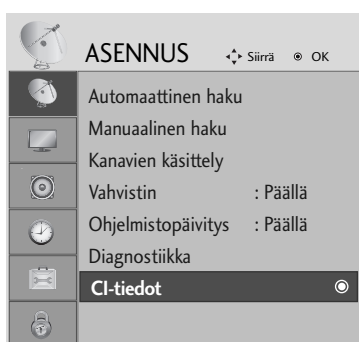 ASENNUS Siirrä OK
Automaattinen haku
Manuaalinen haku
Kanavien käsittely
Vahvistin : Päällä
Ohjelmistopäivitys : Päällä
Diagnostiikka
CI-tiedot